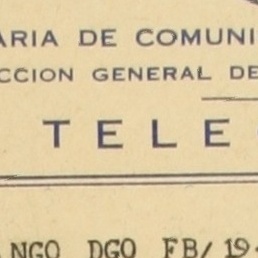 ARIA DE COMUNI
CCION GENERAL DE
TELE
NGO DGO FB/ 19